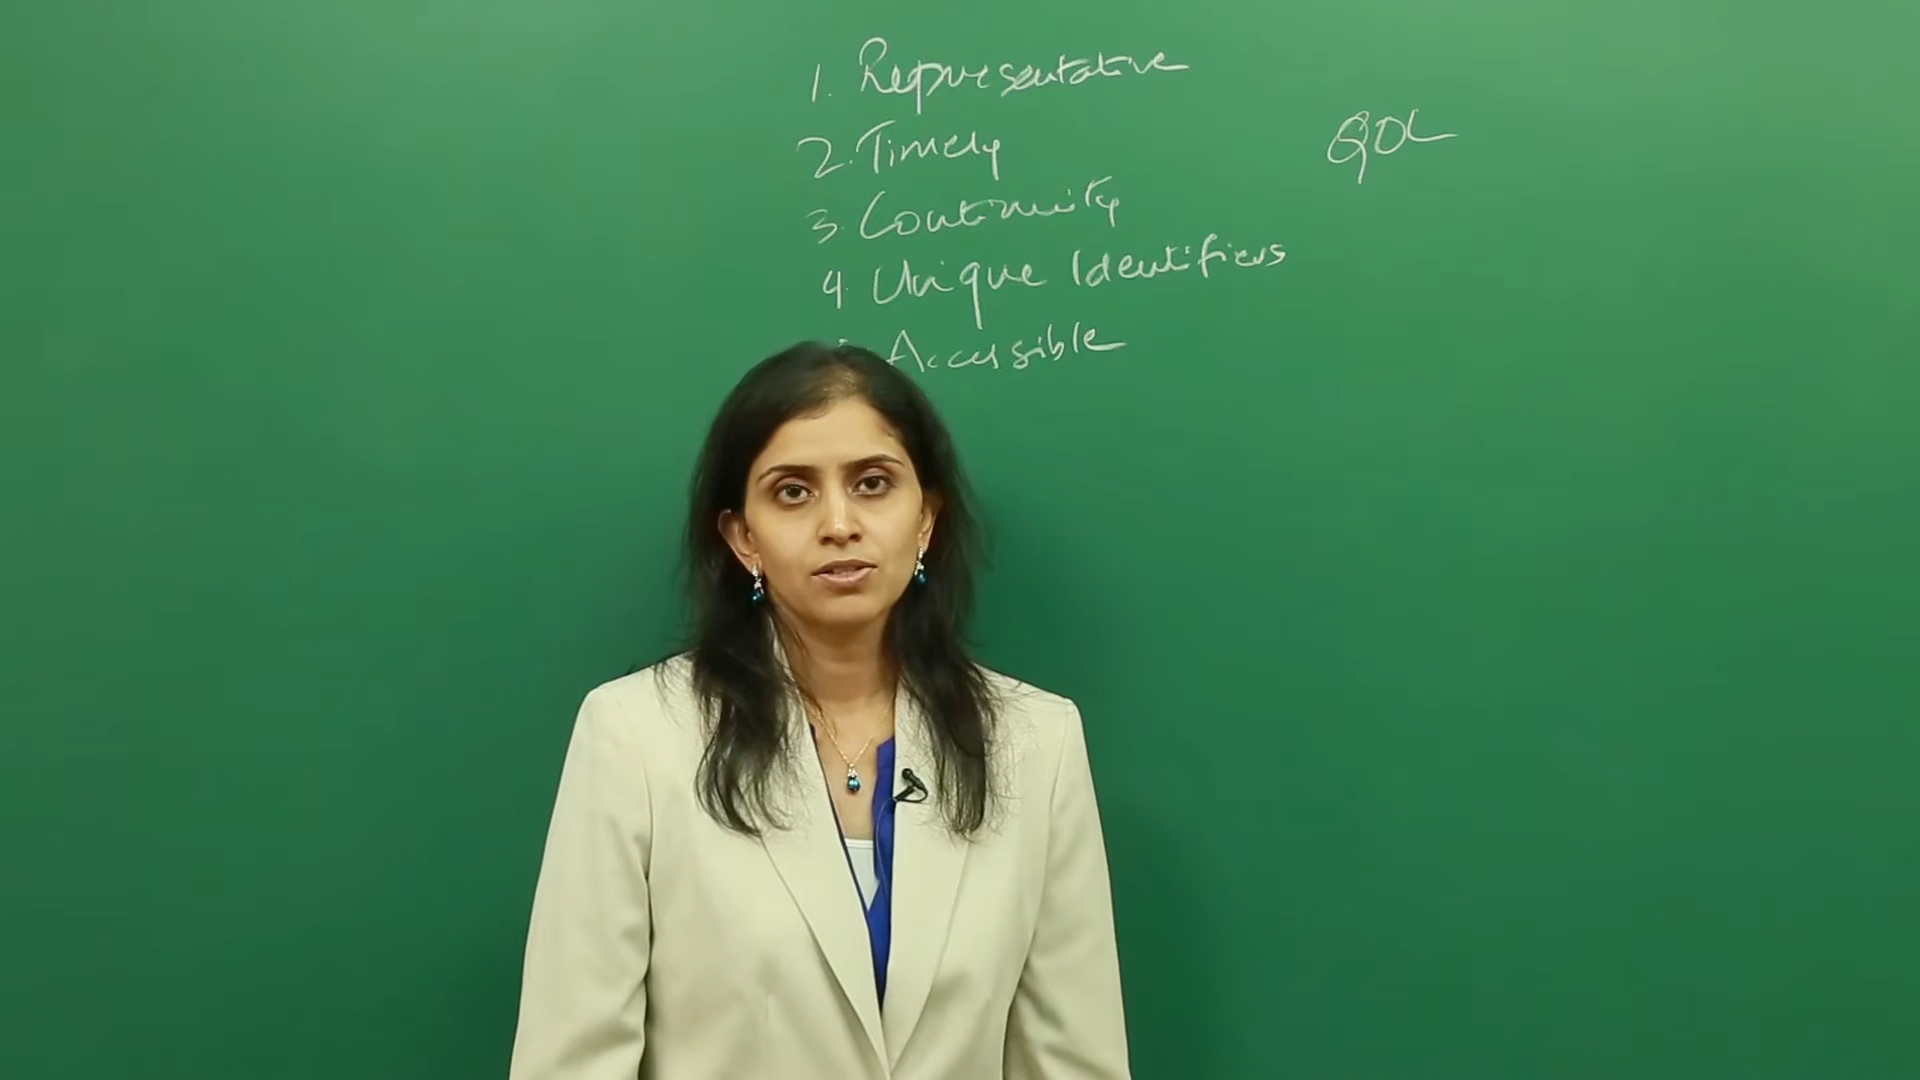 1. Representative
2. Timely
QOL
3. Continuity
4. Unique Identifiers
Accessible